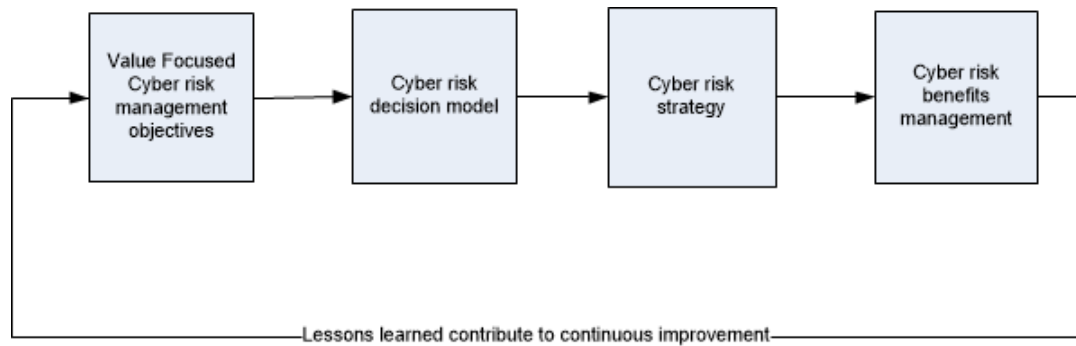 Value Focused
Cyber risk
management
objectives
Cyber risk
decision model
Cyber risk
strategy
Cyber risk
benefits
management
Lessons learned contribute to continuous improvement